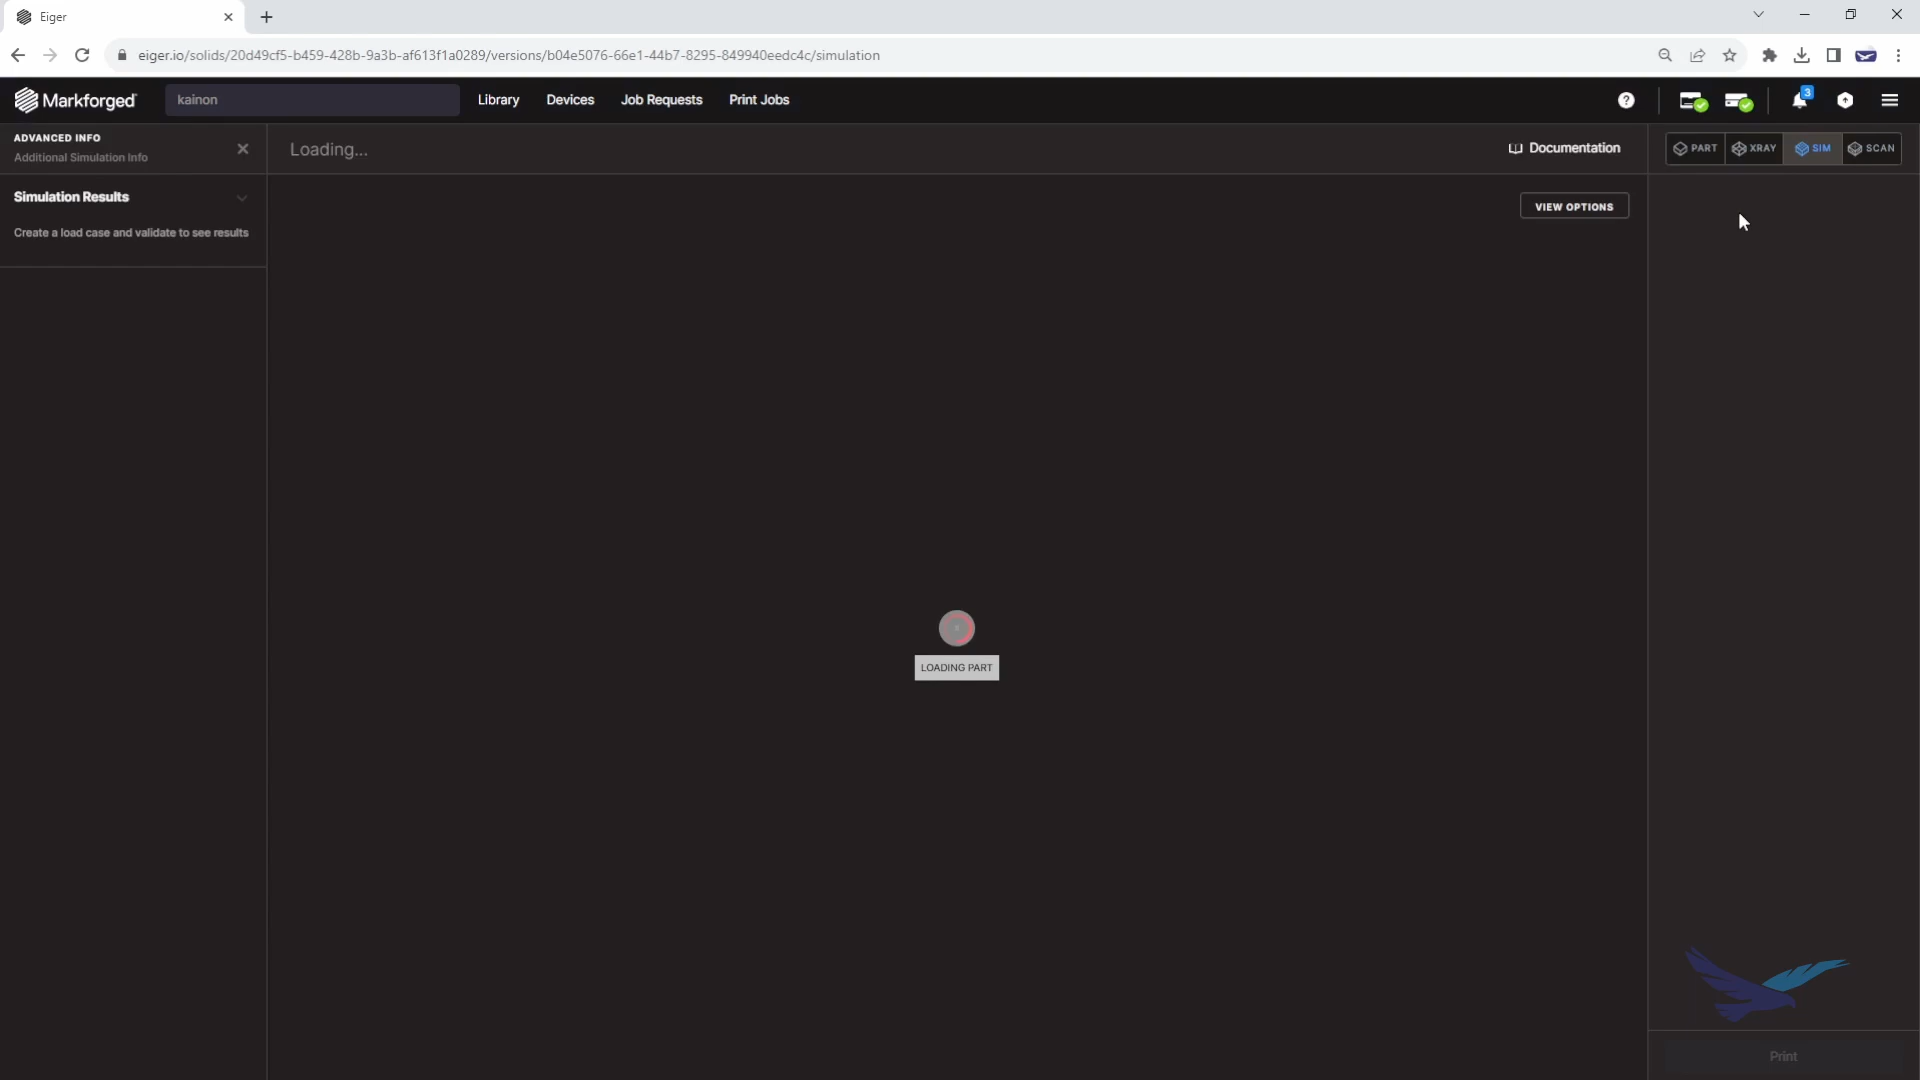 Eiger
eiger.io/solids/20d49cf5-b459-428b-9a3b-af613f1a0289/versions/b04e5076-66e1-44b7-8295-849940eedc4c/simulation
Markforged
kainon
Library
Devices
Job Requests
Print Jobs
3
ADVANCED INFO
Additional Simulation Info
Loading...
Documentation
PART
XRAY
SIM
SCAN
Simulation Results
VIEW OPTIONS
Create a load case and validate to see results
LOADING PART
Print